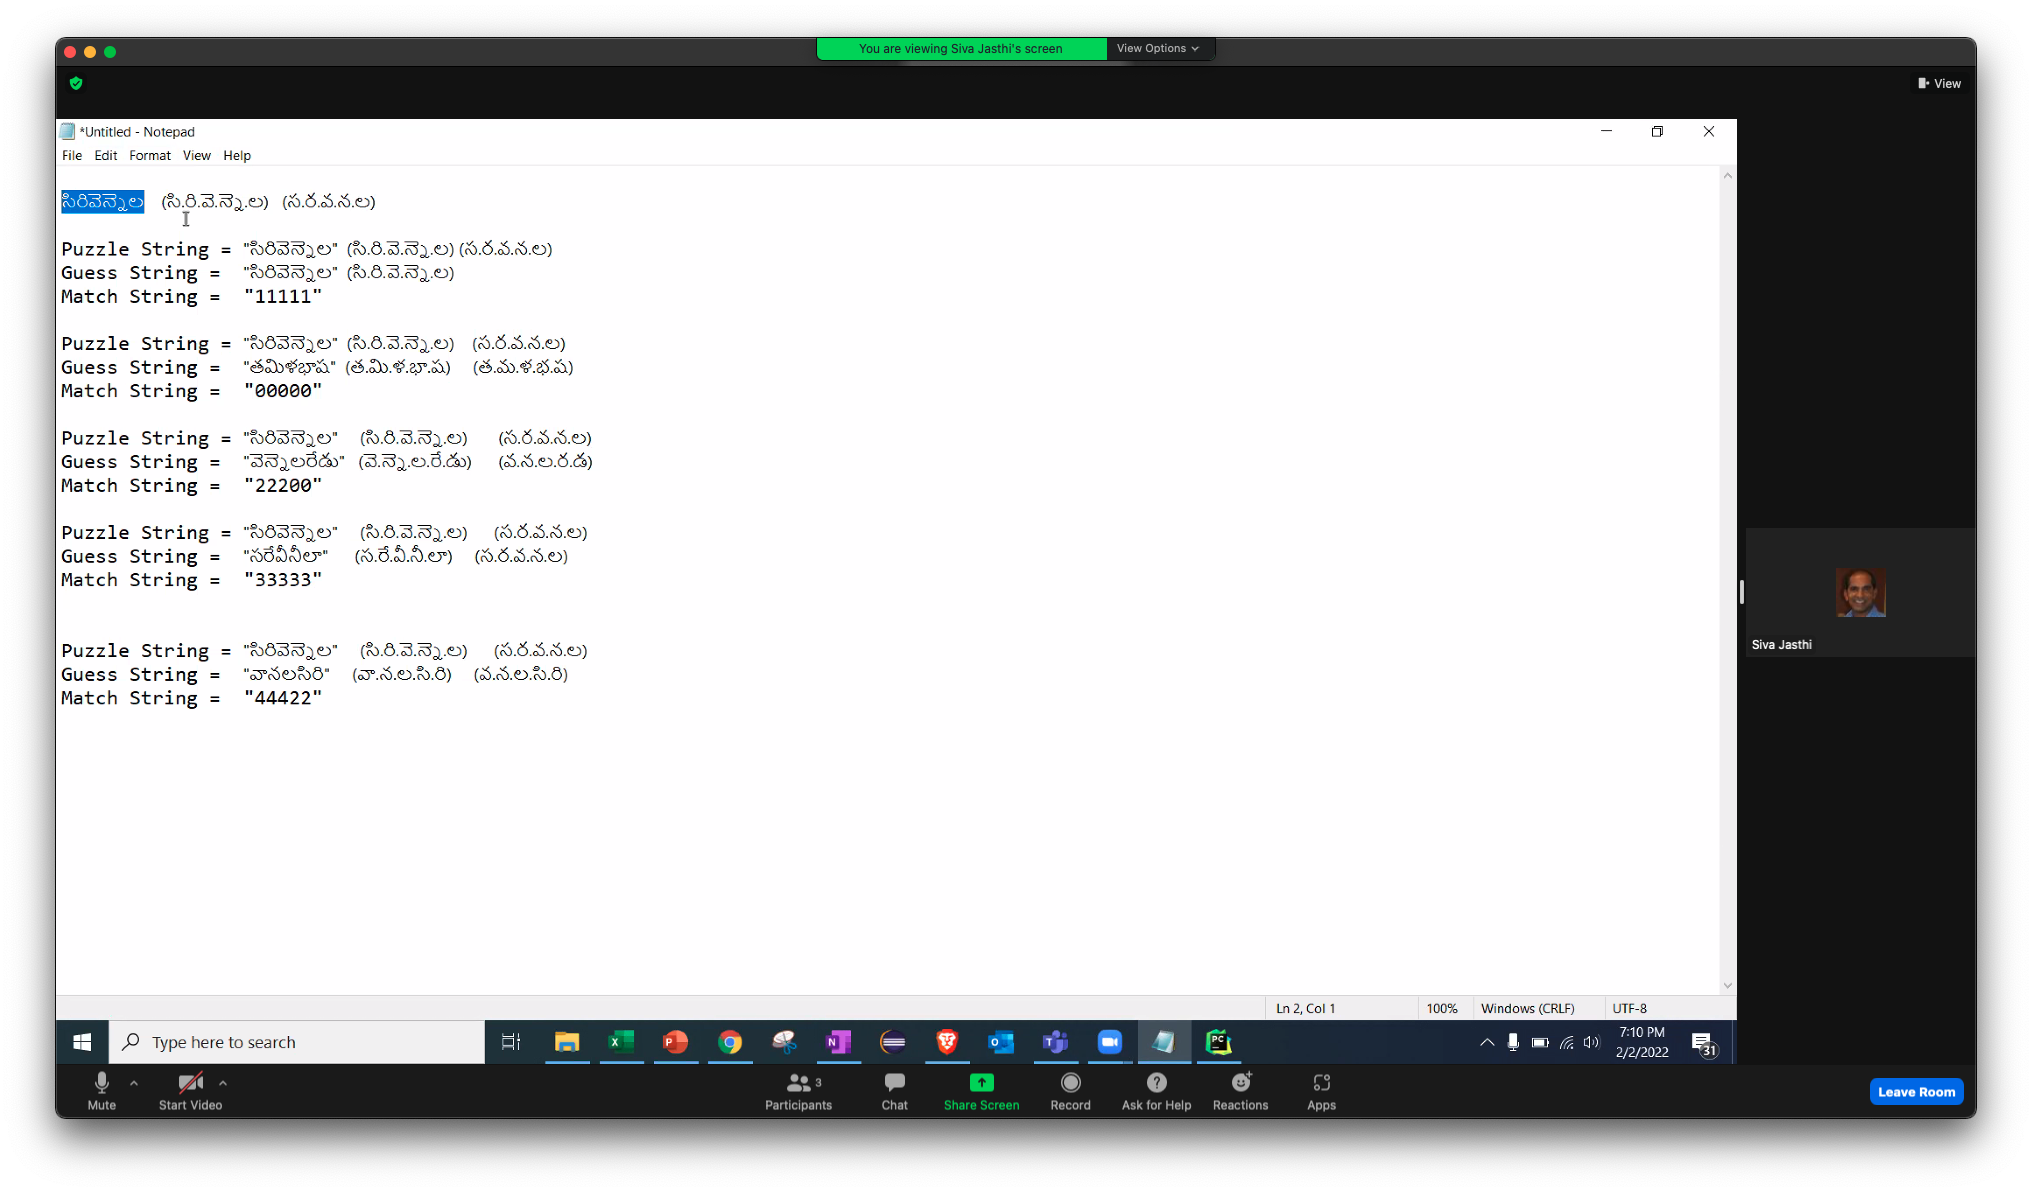 You are viewing Siva Jasthi's screen View Options
View
*Untitled - Notepad
File Edit Format View Help
సిరివెన్నెల (సి.రి.వె.న్నె.ల) (స.ర.వ.న.ల)
Puzzle String = "సిరివెన్నెల" (సి.రి.వె.న్నె.ల) (స.ర.వ.న.ల)
Guess String = "సిరివెన్నెల" (సి.రి.వె.న్నె.ల)
Match String = "11111"
Puzzle String = "సిరివెన్నెల" (సి.రి.వె.న్నె.ల) (స.ర.వ.న.ల)
Guess String = "తమిళభాష" (త.మి.ళ.భా.ష) (త.మ.ళ.భ.ష)
Match String = "00000"
Puzzle String = "సిరివెన్నెల" (సి.రి.వె.న్నె.ల) (స.ర.వ.న.ల)
Guess String = "వెన్నెలరేడు" (వె.న్నె.ల.రే.డు) (వ.న.ల.ర.డ)
Match String = "22200"
Puzzle String = "సిరివెన్నెల" (సి.రి.వె.న్నె.ల) (స.ర.వ.న.ల)
Guess String = "సరేవీనీలా" (స.రే.వీ.నీ.లా) (స.ర.వ.న.ల)
Match String = "33333"
Puzzle String = "సిరివెన్నెల" (సి.రి.వె.న్నె.ల) (స.ర.వ.న.ల)
Guess String = "వానలసిరి" (వా.న.ల.సి.రి) (వ.న.ల.సి.రి)
Match String = "44422"
Siva Jasthi
Ln 2, Col 1 100% Windows (CRLF) UTF-8
Type here to search
7:10 PM
2/2/2022
31
Mute Start Video Participants 3 Chat Share Screen Record Ask for Help Reactions Apps Leave Room